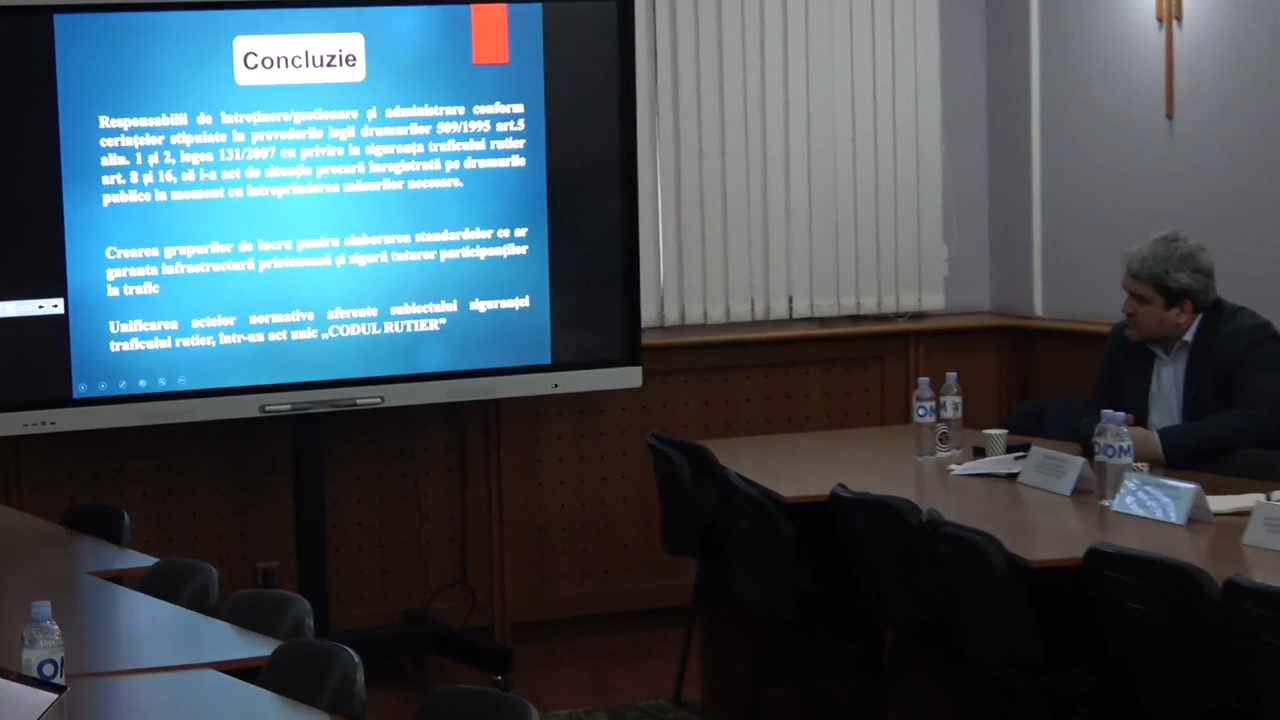 Concluzie
Responsabilii de întreținere/gestionare și administrare conform
cerințelor stipulate în prevederile legii drumurilor 509/1995 art.5
alin. 1 și 2, legea 131/2007 cu privire la siguranța traficului rutier
art. 8 și 16, să i-a act de situația precară înregistrată pe drumurile
publice la moment cu întreprinderea măsurilor necesare.
Crearea grupurilor de lucru pentru elaborarea standardelor ce ar
garanta infrastructură prietenoasă și sigură tuturor participanților
la trafic
Unificarea actelor normative aferente subiectului siguranței
traficului rutier, într-un act unic „CODUL RUTIER”
OM
OM